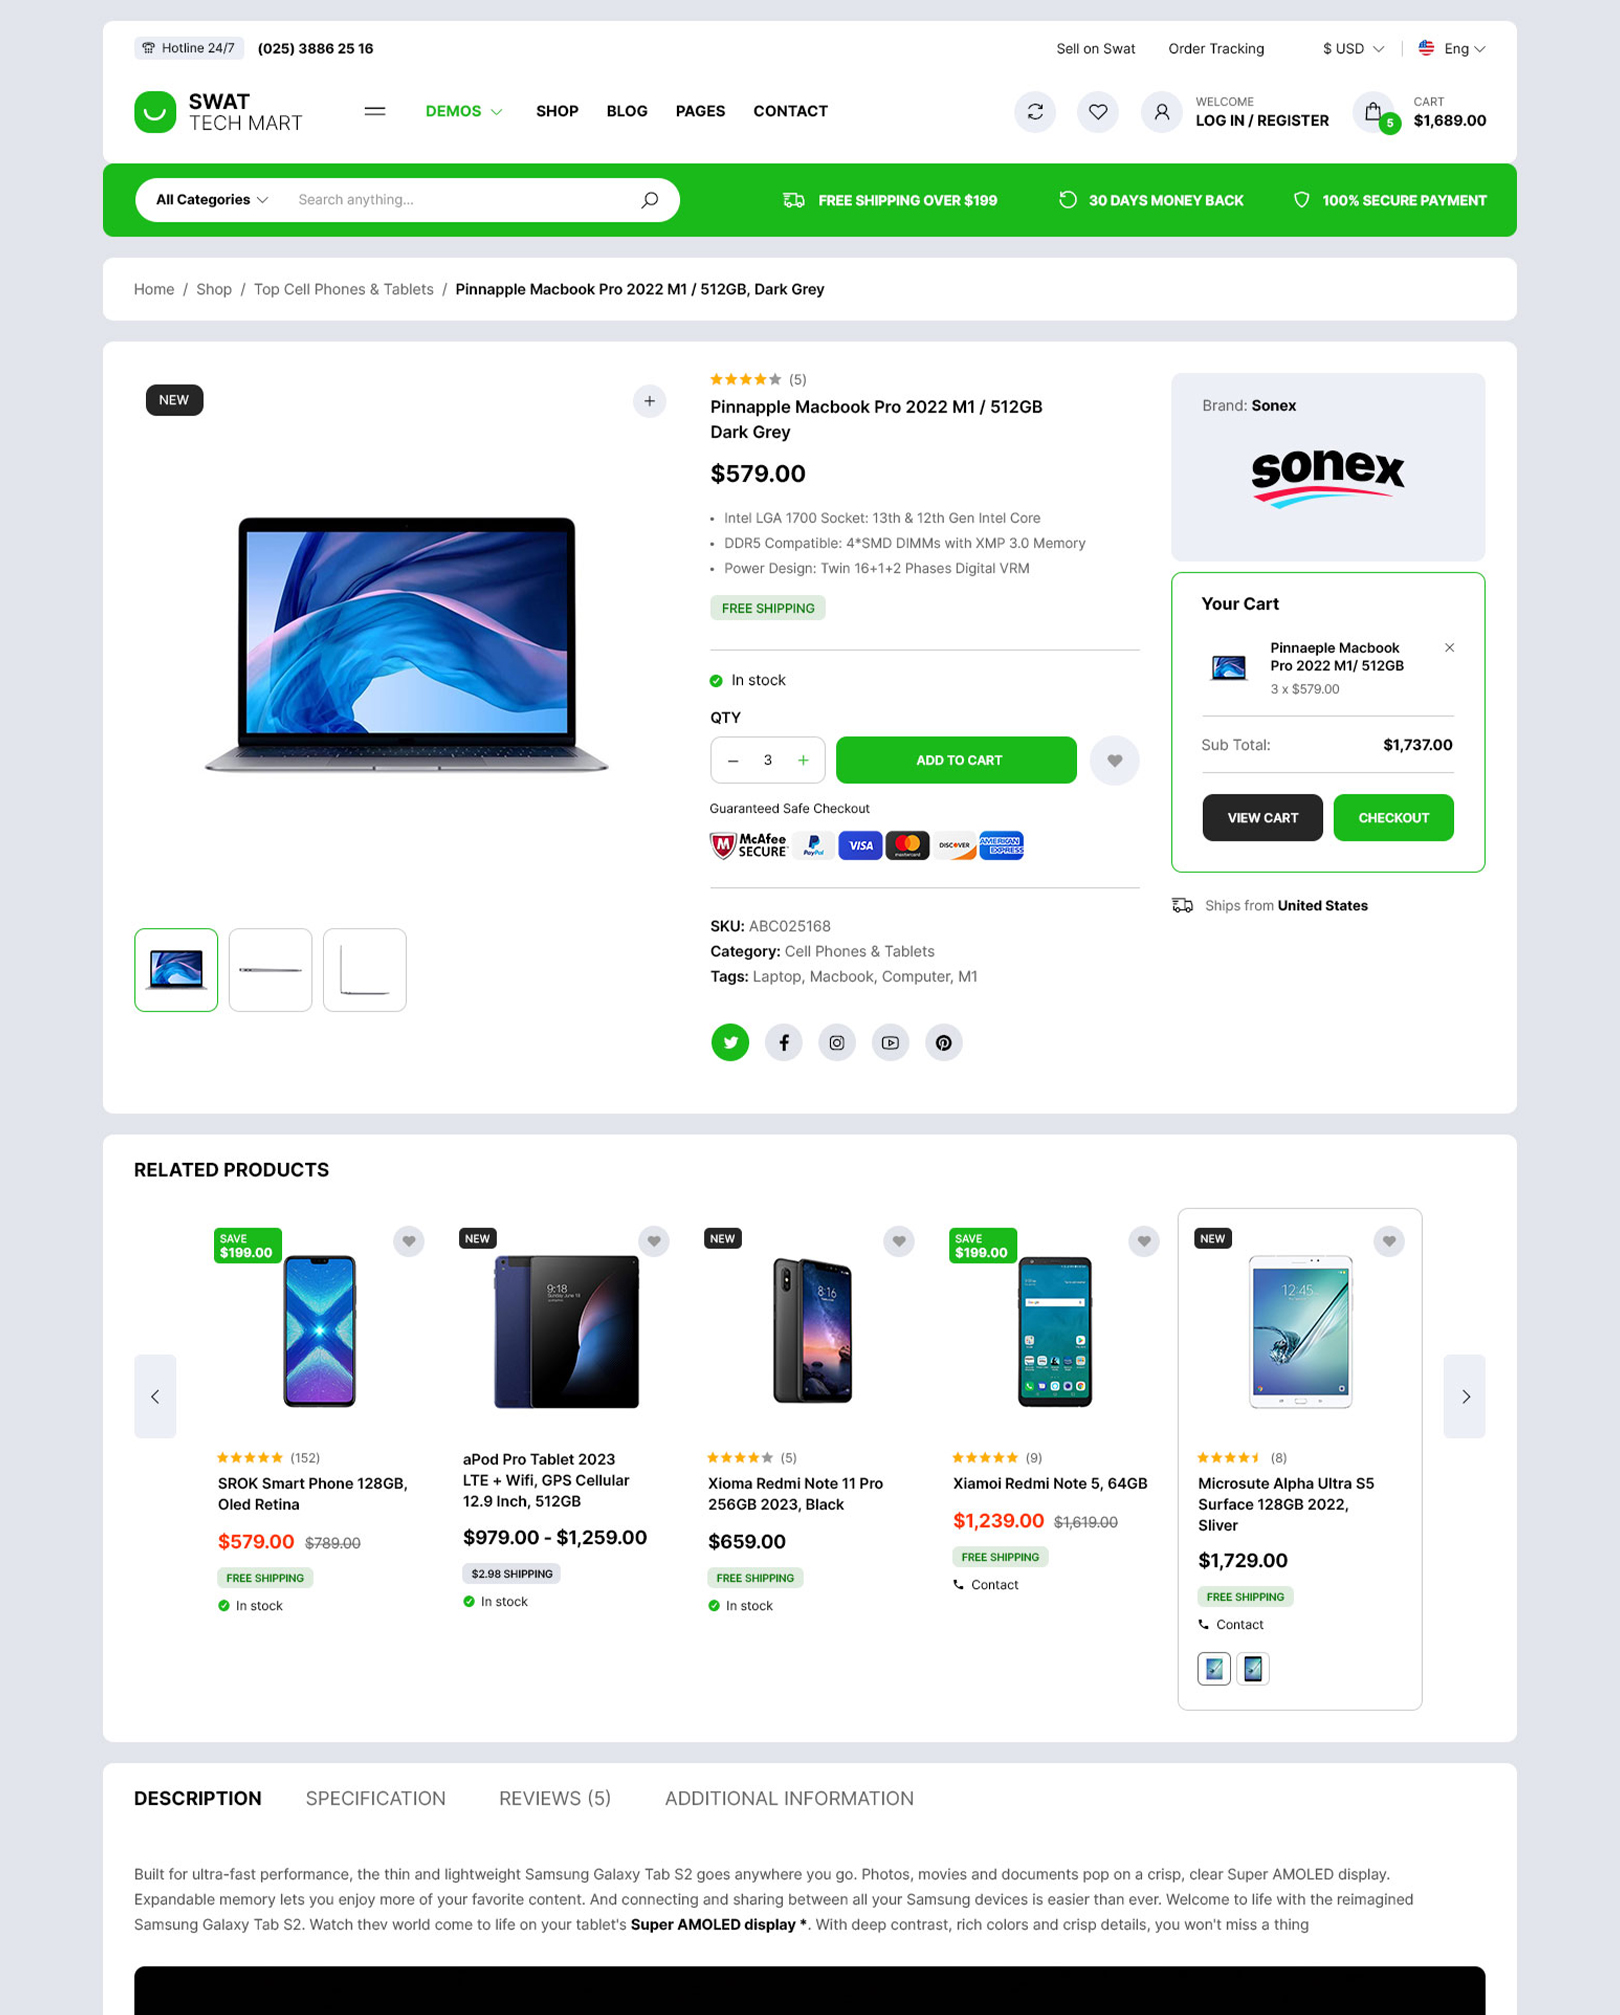 Hotline 24/7
(025) 3886 25 16
Sell on Swat
Order Tracking
$ USD
Eng
SWAT
TECH MART
DEMOS
SHOP
BLOG
PAGES
CONTACT
WELCOME
LOG IN / REGISTER
5
CART
$1,689.00
All Categories
Search anything...
FREE SHIPPING OVER $199
30 DAYS MONEY BACK
100% SECURE PAYMENT
Home / Shop / Top Cell Phones & Tablets / Pinnapple Macbook Pro 2022 M1 / 512GB, Dark Grey
NEW
(5)
Pinnapple Macbook Pro 2022 M1 / 512GB
Dark Grey
$579.00
• Intel LGA 1700 Socket: 13th & 12th Gen Intel Core
• DDR5 Compatible: 4*SMD DIMMs with XMP 3.0 Memory
• Power Design: Twin 16+1+2 Phases Digital VRM
FREE SHIPPING
In stock
QTY
3
ADD TO CART
Guaranteed Safe Checkout
McAfee
SECURE
PayPal
VISA
mastercard
DISCOVER
AMERICAN
EXPRESS
SKU: ABC025168
Category: Cell Phones & Tablets
Tags: Laptop, Macbook, Computer, M1
Brand: Sonex
sonex
Your Cart
Pinnaeple Macbook
Pro 2022 M1/ 512GB
3 x $579.00
Sub Total:
$1,737.00
VIEW CART
CHECKOUT
Ships from United States
RELATED PRODUCTS
SAVE
$199.00
(152)
SROK Smart Phone 128GB,
Oled Retina
$579.00 $789.00
FREE SHIPPING
In stock
NEW
9:18
aPod Pro Tablet 2023
LTE + Wifi, GPS Cellular
12.9 Inch, 512GB
$979.00 - $1,259.00
$2.98 SHIPPING
In stock
NEW
8:16
(5)
Xioma Redmi Note 11 Pro
256GB 2023, Black
$659.00
FREE SHIPPING
In stock
SAVE
$199.00
(9)
Xiamoi Redmi Note 5, 64GB
$1,239.00 $1,619.00
FREE SHIPPING
Contact
NEW
12:45
(8)
Microsute Alpha Ultra S5
Surface 128GB 2022,
Sliver
$1,729.00
FREE SHIPPING
Contact
DESCRIPTION
SPECIFICATION
REVIEWS (5)
ADDITIONAL INFORMATION
Built for ultra-fast performance, the thin and lightweight Samsung Galaxy Tab S2 goes anywhere you go. Photos, movies and documents pop on a crisp, clear Super AMOLED display.
Expandable memory lets you enjoy more of your favorite content. And connecting and sharing between all your Samsung devices is easier than ever. Welcome to life with the reimagined
Samsung Galaxy Tab S2. Watch thev world come to life on your tablet's Super AMOLED display *. With deep contrast, rich colors and crisp details, you won't miss a thing